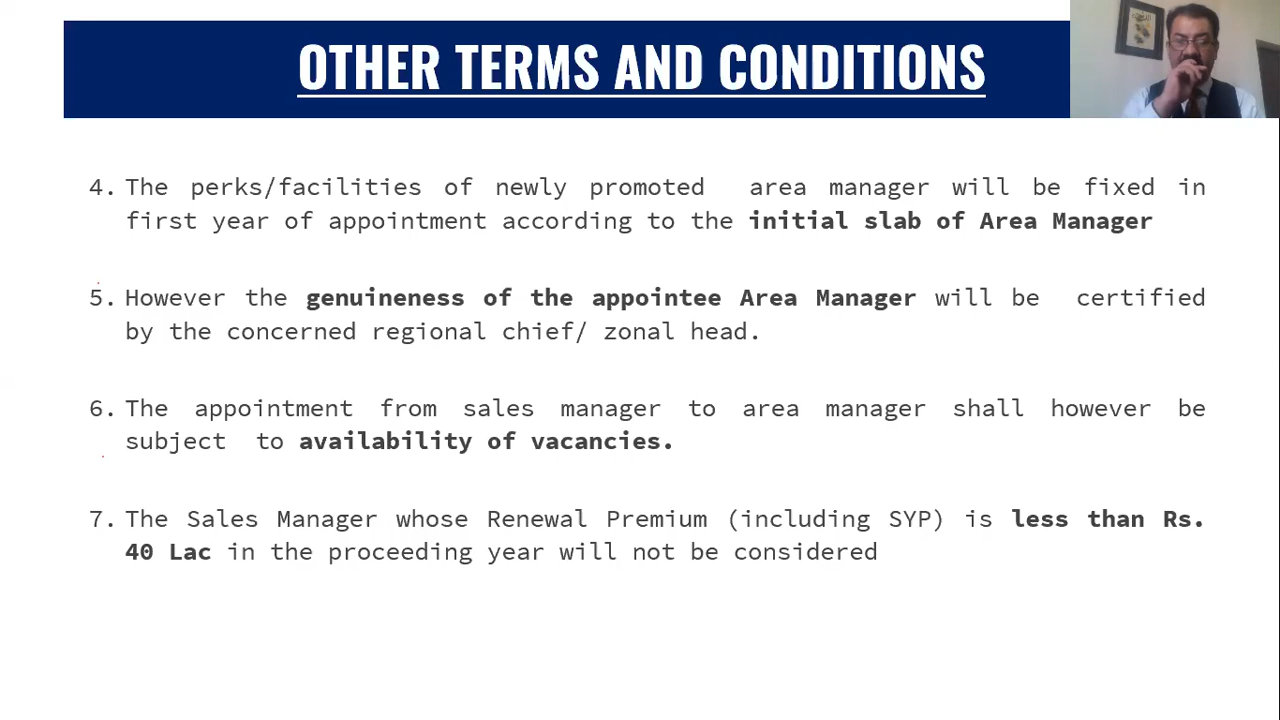 OTHER TERMS AND CONDITIONS
4. The perks/facilities of newly promoted area manager will be fixed in
first year of appointment according to the initial slab of Area Manager
5. However the genuineness of the appointee Area Manager will be certified
by the concerned regional chief/ zonal head.
6. The appointment from sales manager to area manager shall however be
subject to availability of vacancies.
7. The Sales Manager whose Renewal Premium (including SYP) is less than Rs.
40 Lac in the proceeding year will not be considered